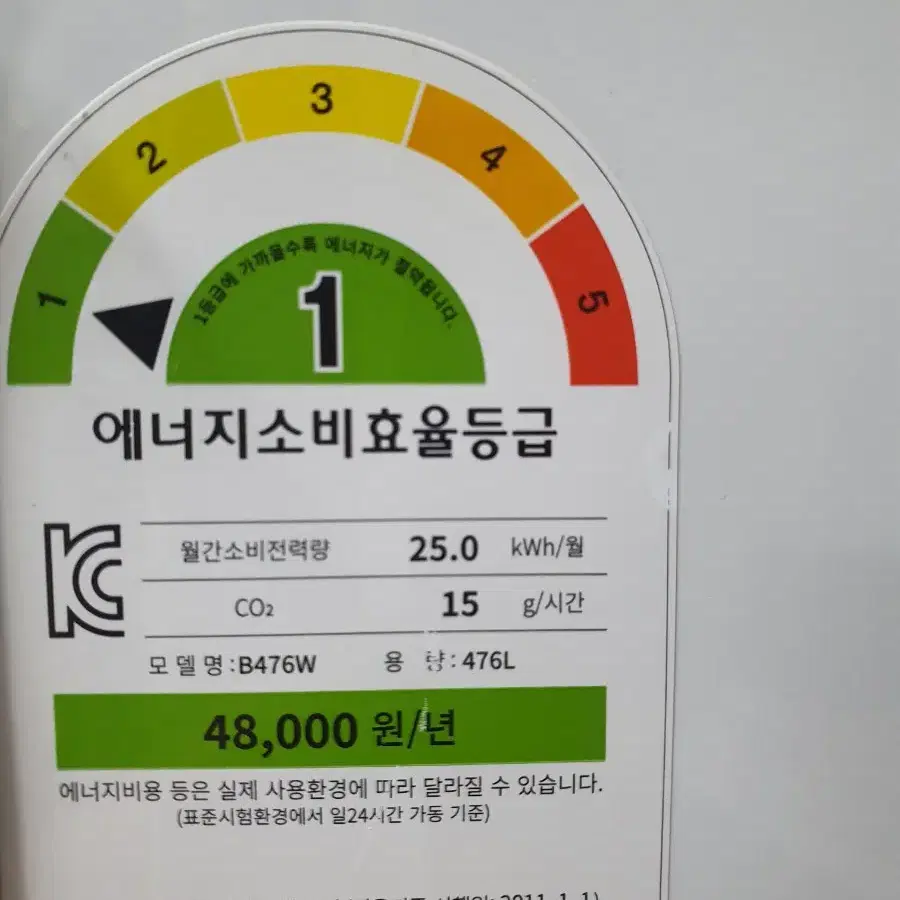 3
2
4
1
5
1등급에 가까울수록 에너지가 절약됩니다.
1
에너지소비효율등급
월간소비전력량 25.0 kWh/월
CO₂ 15 g/시간
모델명:B476W 용 량:476L
48,000 원/년
에너지비용 등은 실제 사용환경에 따라 달라질 수 있습니다.
(표준시험환경에서 일24시간 가동 기준)
2011. 1. 1)